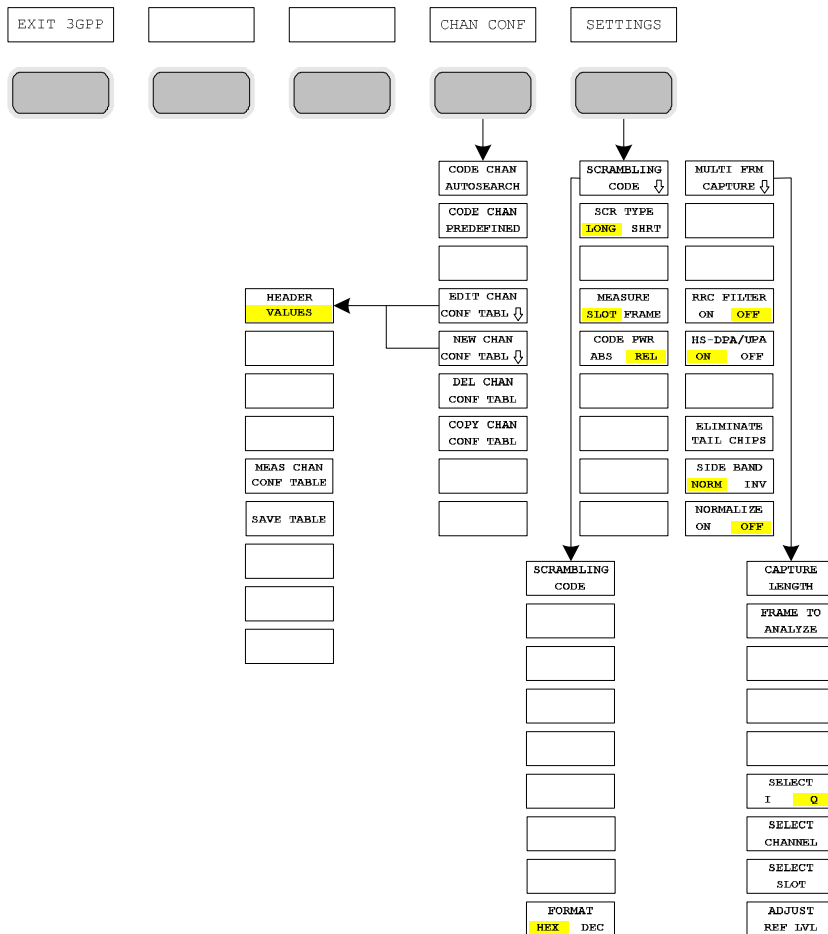 EXIT 3GPP
CHAN CONF
SETTINGS
CODE CHAN
AUTOSEARCH
CODE CHAN
PREDEFINED
EDIT CHAN
CONF TABL
NEW CHAN
CONF TABL
DEL CHAN
CONF TABL
COPY CHAN
CONF TABL
HEADER
VALUES
MEAS CHAN
CONF TABLE
SAVE TABLE
SCRAMBLING
CODE
SCR TYPE
LONG SHRT
MEASURE
SLOT FRAME
CODE PWR
ABS REL
MULTI FRM
CAPTURE
RRC FILTER
ON OFF
HS-DPA/UPA
ON OFF
ELIMINATE
TAIL CHIPS
SIDE BAND
NORM INV
NORMALIZE
ON OFF
SCRAMBLING
CODE
FORMAT
HEX DEC
CAPTURE
LENGTH
FRAME TO
ANALYZE
SELECT
I Q
SELECT
CHANNEL
SELECT
SLOT
ADJUST
REF LVL